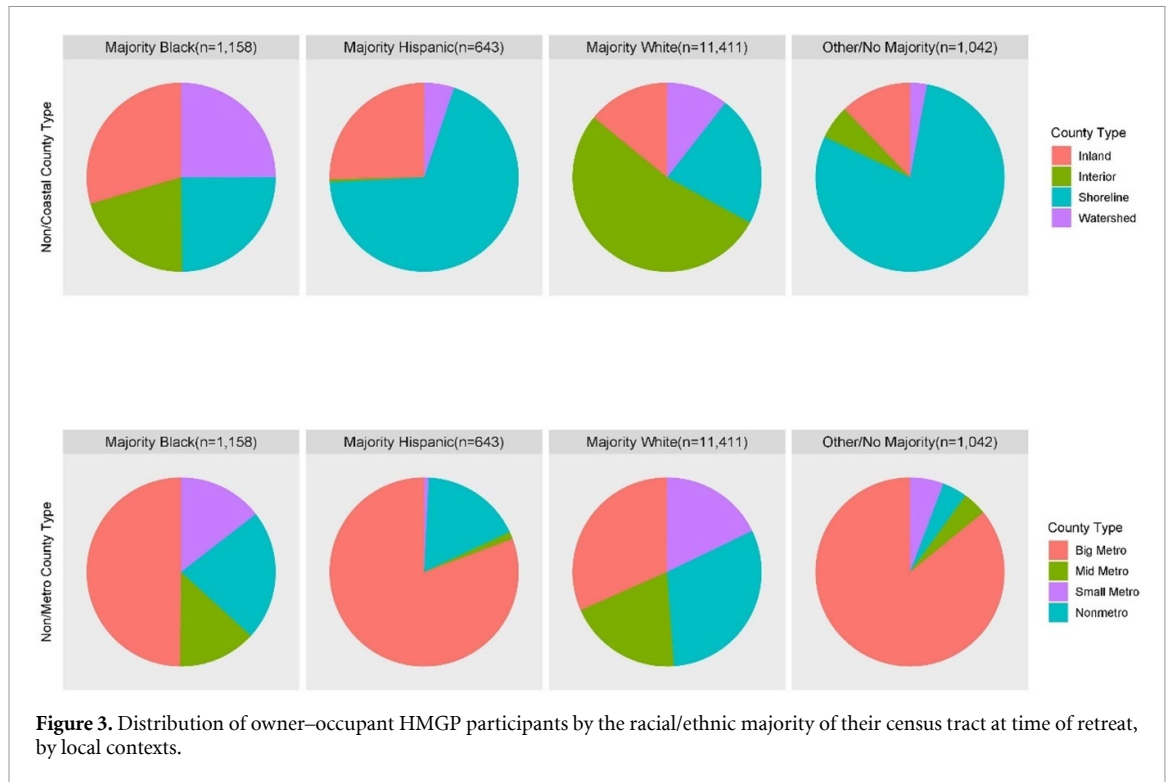 Majority Black(n=1,158)
Majority Hispanic(n=643)
Majority White(n=11,411)
Other/No Majority(n=1,042)
Non/Coastal County Type
County Type
Inland
Interior
Shoreline
Watershed
Majority Black(n=1,158)
Majority Hispanic(n=643)
Majority White(n=11,411)
Other/No Majority(n=1,042)
Non/Metro County Type
County Type
Big Metro
Mid Metro
Small Metro
Nonmetro
Figure 3. Distribution of owner–occupant HMGP participants by the racial/ethnic majority of their census tract at time of retreat,
by local contexts.